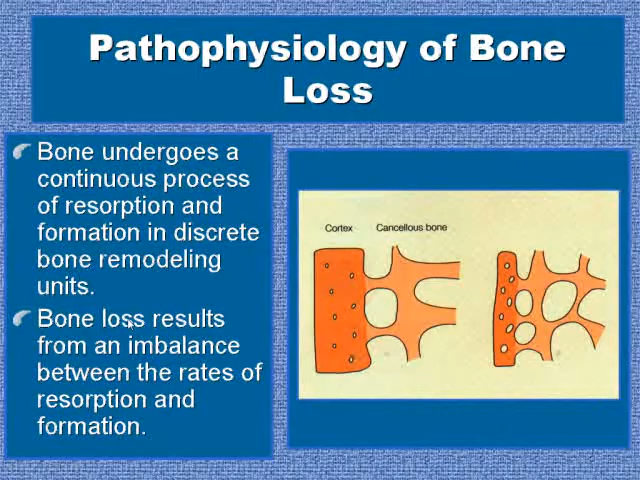 Pathophysiology of Bone
Loss
Bone undergoes a
continuous process
of resorption and
formation in discrete
bone remodeling
units.
Bone loss results
from an imbalance
between the rates of
resorption and
formation.
Cortex Cancellous bone